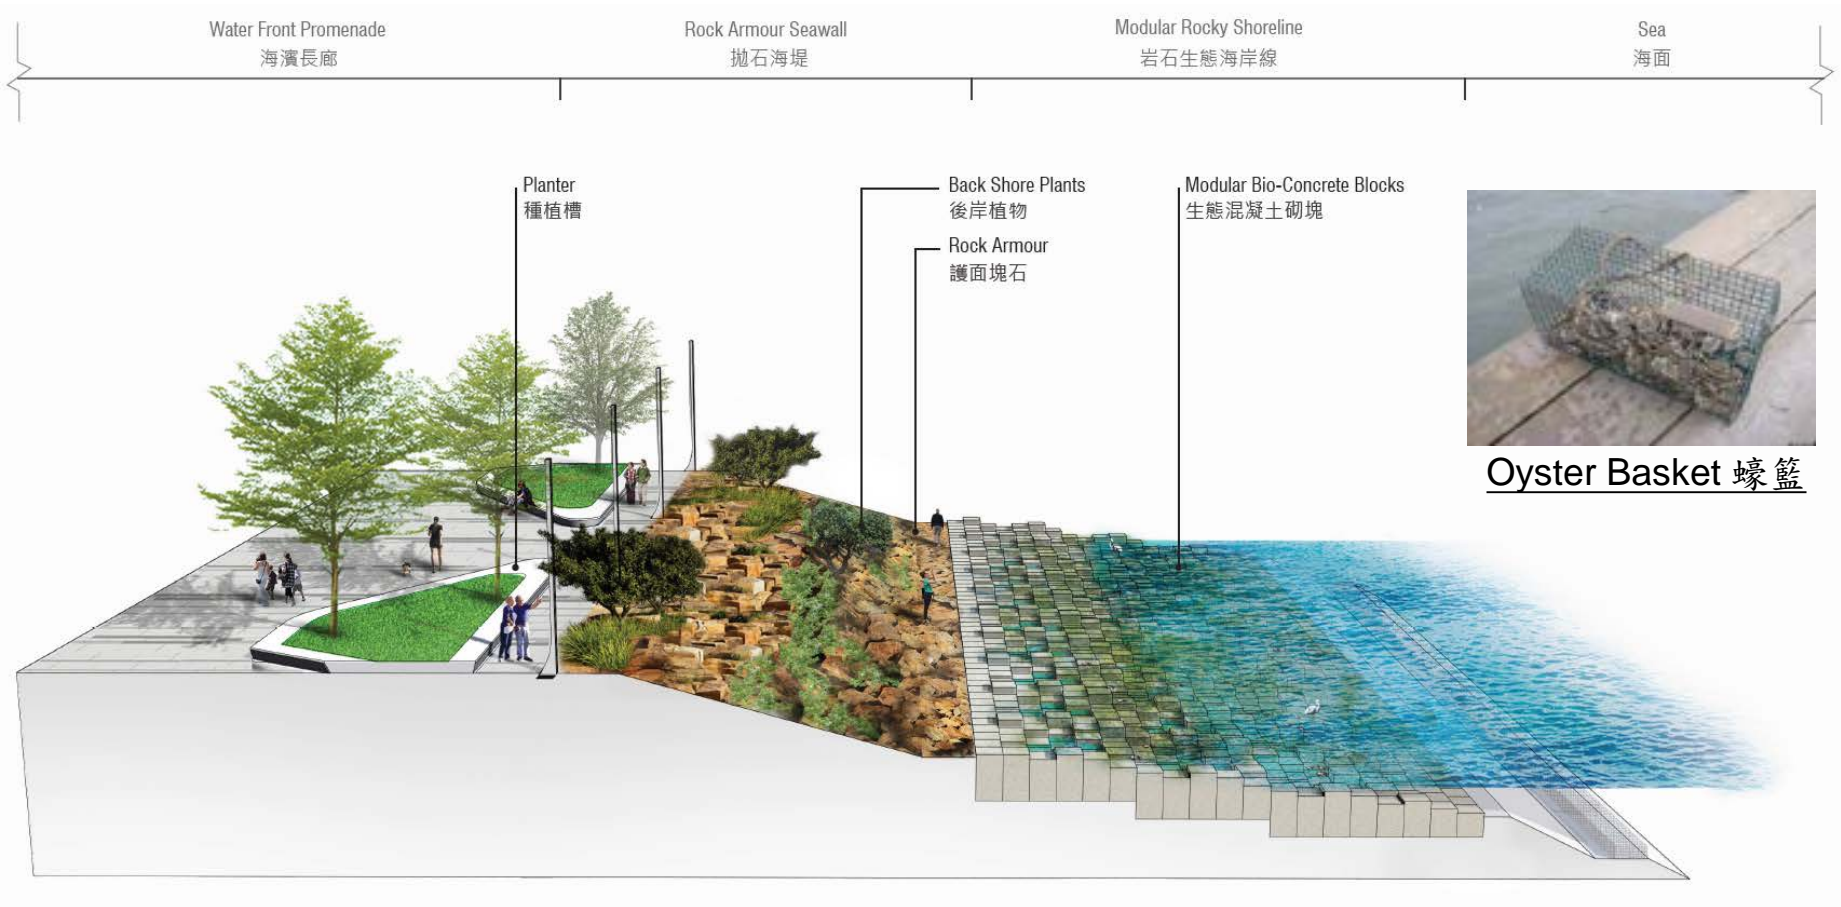 Water Front Promenade
海濱長廊
Rock Armour Seawall
拋石海堤
Modular Rocky Shoreline
岩石生態海岸線
Sea
海面
Planter
種植槽
Back Shore Plants
後岸植物
Rock Armour
護面塊石
Modular Bio-Concrete Blocks
生態混凝土砌塊
Oyster Basket 蠔籃